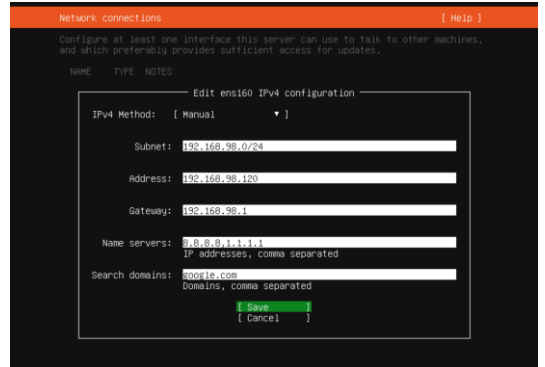 Network connections [ Help ]
Configure at least one interface this server can use to talk to other machines,
and which preferably provides sufficient access for updates.
NAME TYPE NOTES
Edit ens160 IPv4 configuration
IPv4 Method: [ Manual ▾ ]
Subnet: 192.168.98.0/24
Address: 192.168.98.120
Gateway: 192.168.98.1
Name servers: 8.8.8.8,1.1.1.1
IP addresses, comma separated
Search domains: google.com
Domains, comma separated
[ Save ]
[ Cancel ]